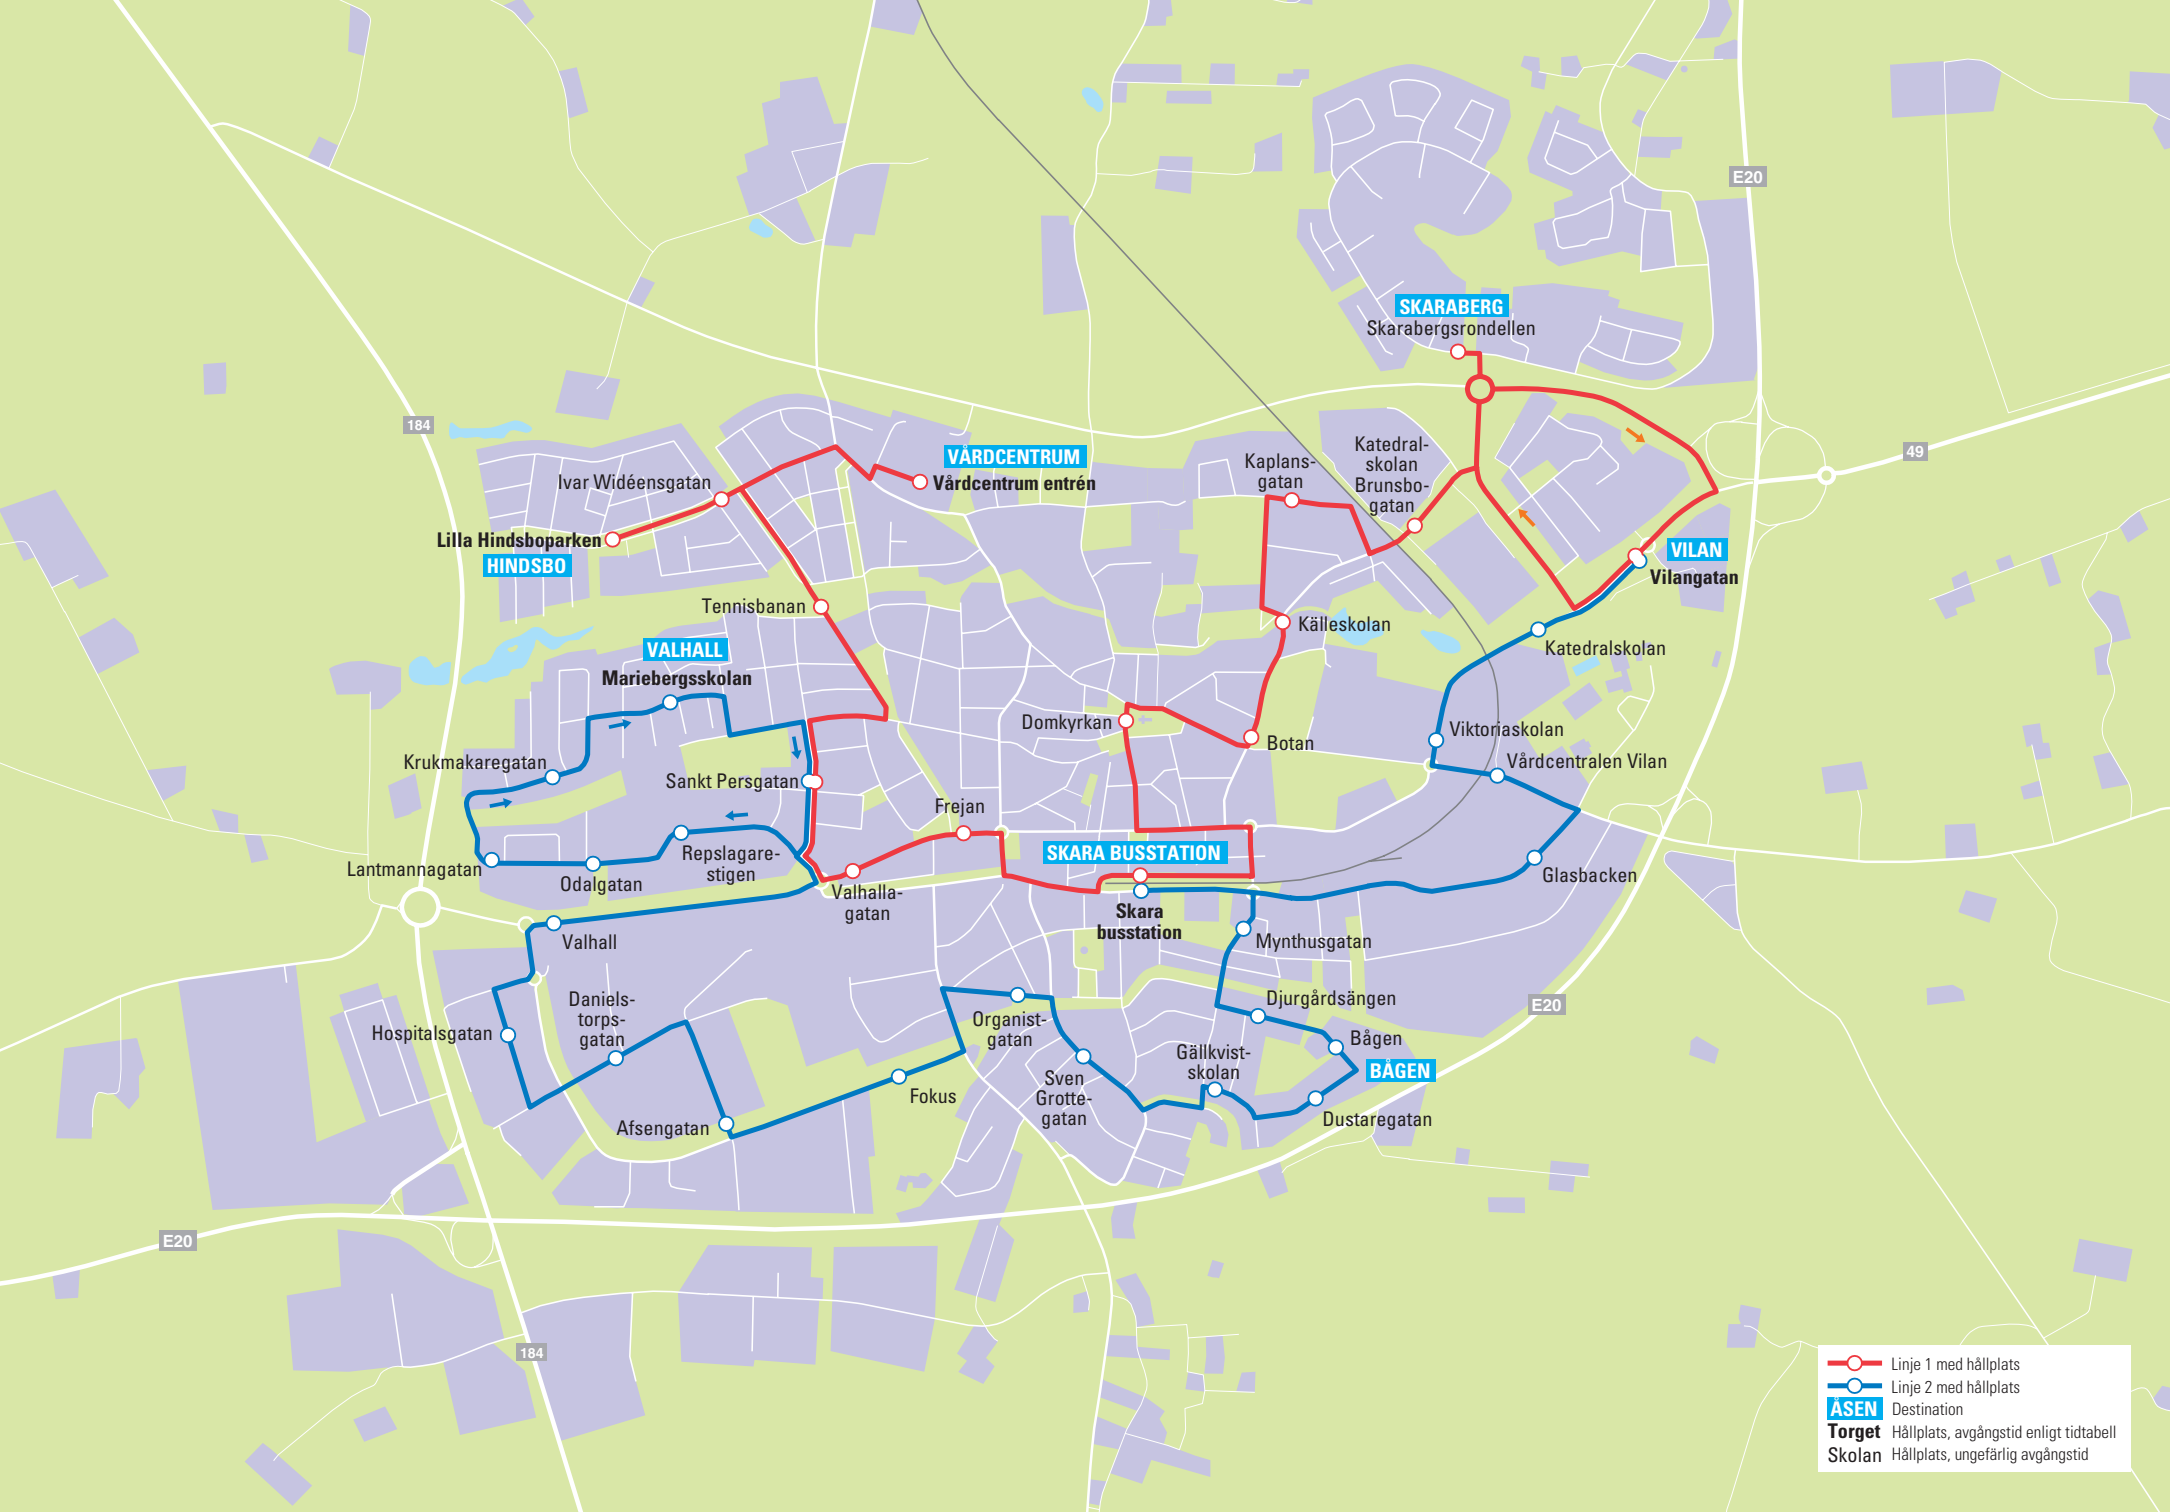 E20
SKARABERG
Skarabergsrondellen
184
49
VÅRDCENTRUM
Vårdcentrum entrén
Ivar Widéensgatan
Kaplans-
gatan
Katedral-
skolan
Brunsbo-
gatan
Lilla Hindsboparken
HINDSBO
VILAN
Vilangatan
Tennisbanan
Källeskolan
Katedralskolan
VALHALL
Mariebergsskolan
Domkyrkan
Botan
Viktoriaskolan
Vårdcentralen Vilan
Krukmakaregatan
Sankt Persgatan
Frejan
Lantmannagatan
Odalgatan
Repslagare-
stigen
Valhalla-
gatan
SKARA BUSSTATION
Skara
busstation
Glasbacken
Valhall
Mynthusgatan
Djurgårdsängen
E20
Hospitalsgatan
Daniels-
torps-
gatan
Organist-
gatan
Bågen
BÅGEN
Gällkvist-
skolan
Sven
Grotte-
gatan
Fokus
Dustaregatan
Afsengatan
E20
184
Linje 1 med hållplats
Linje 2 med hållplats
ÅSEN Destination
Torget Hållplats, avgångstid enligt tidtabell
Skolan Hållplats, ungefärlig avgångstid